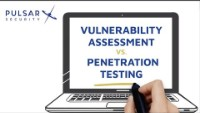 PULSAR
SECURITY
VULNERABILITY
ASSESSMENT
VS.
PENETRATION
TESTING